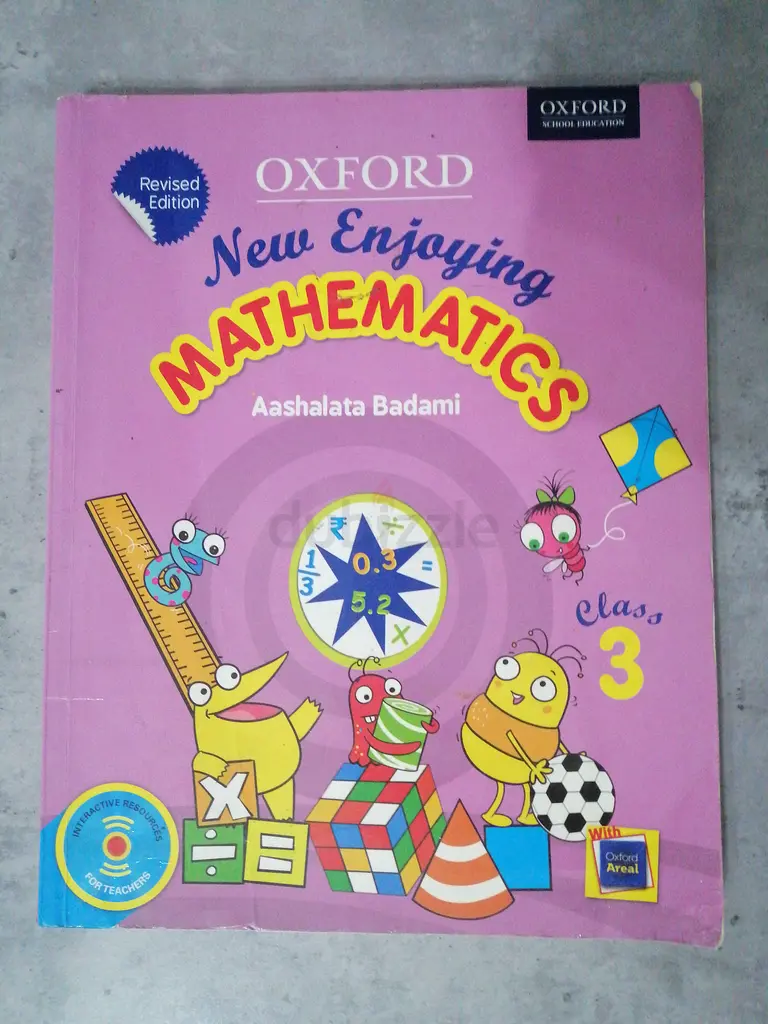 OXFORD
SCHOOL EDUCATION
Revised
Edition
OXFORD
New Enjoying
MATHEMATICS
Aashalata Badami
dubizzle
₹ ÷
1/3 0.3 =
5.2
×
Class
3
×
÷ =
INTERACTIVE RESOURCES
FOR TEACHERS
With
Oxford
Areal